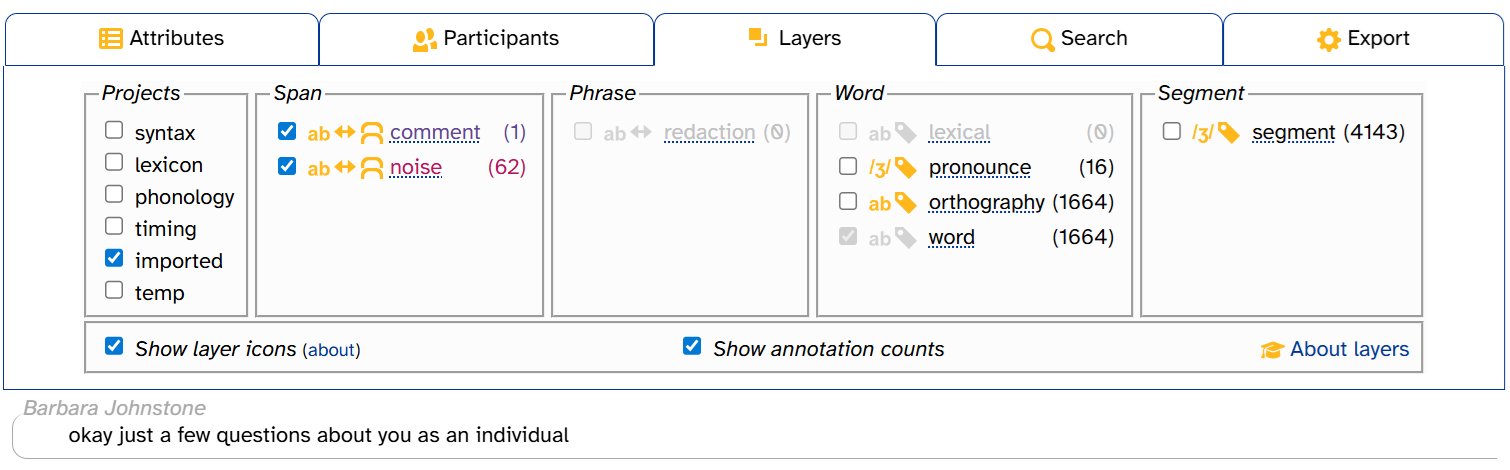 Attributes Participants Layers Search Export
Projects Span Phrase Word Segment
syntax ab comment (1) ab redaction (0) ab lexical (0) /ʒ/ segment (4143)
lexicon ab noise (62) /ʒ/ pronounce (16)
phonology ab orthography (1664)
timing ab word (1664)
imported
temp
Show layer icons (about) Show annotation counts About layers
Barbara Johnstone
okay just a few questions about you as an individual